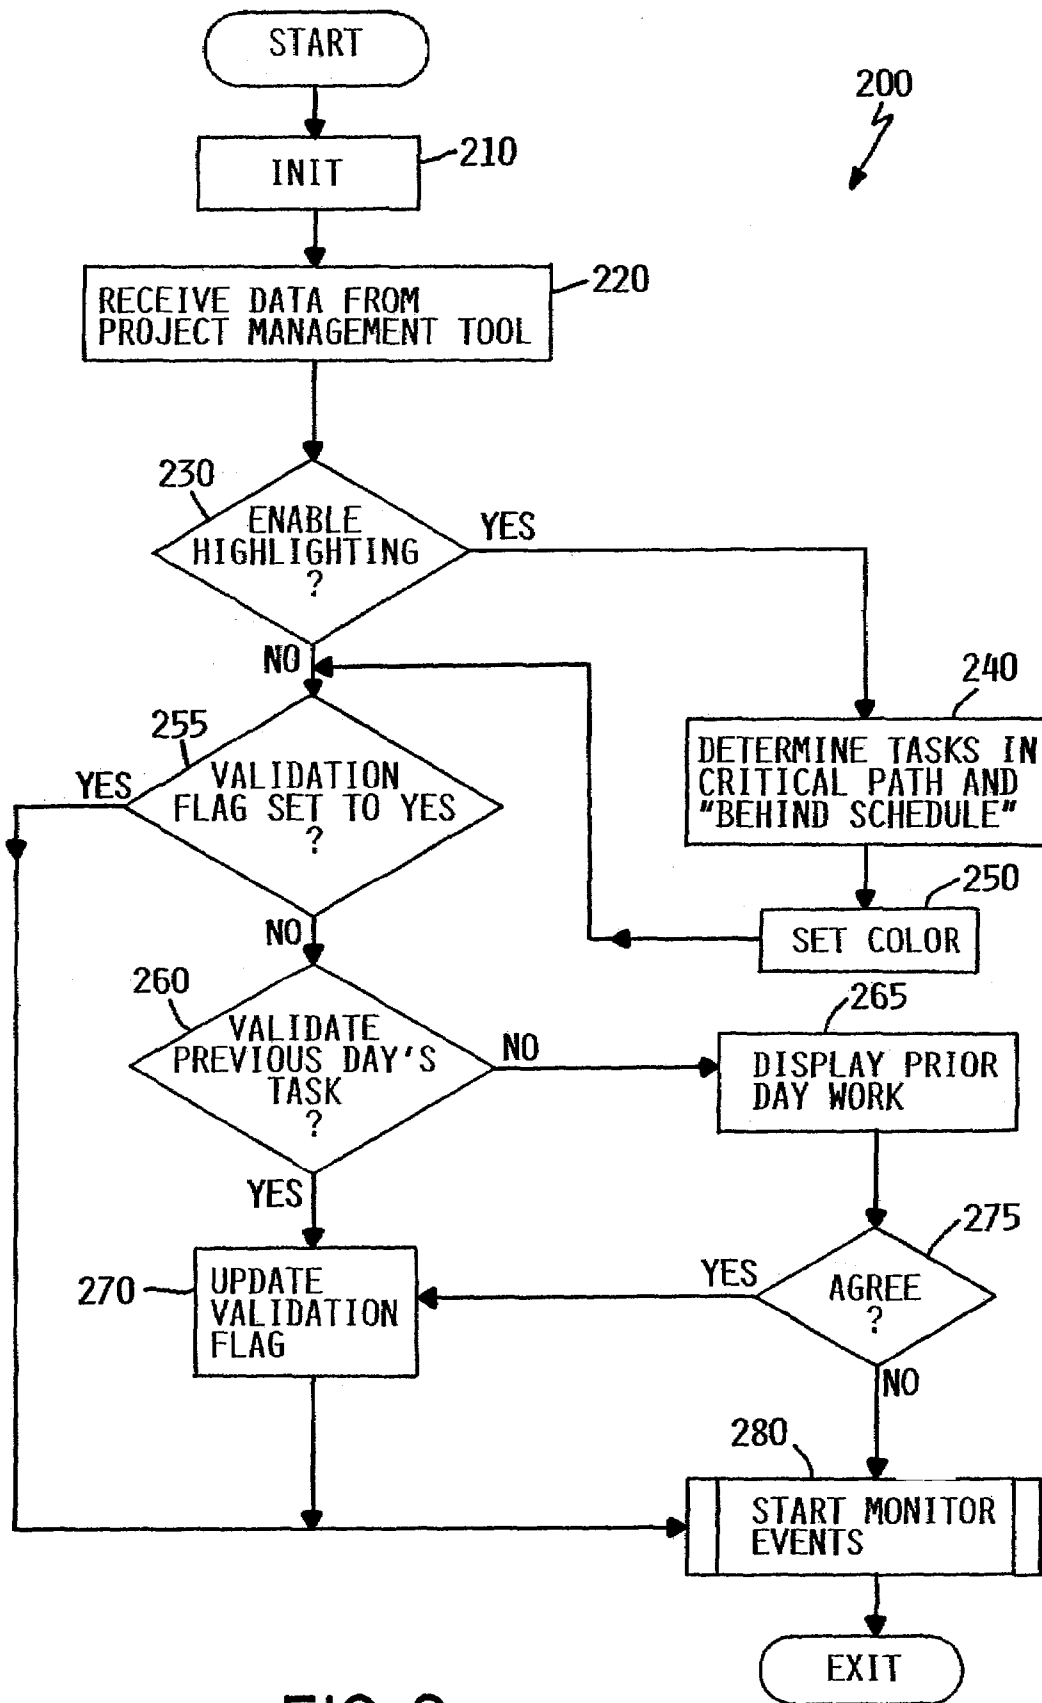 START
200
INIT
210
RECEIVE DATA FROM
PROJECT MANAGEMENT TOOL
220
230
ENABLE
HIGHLIGHTING
?
YES
NO
240
DETERMINE TASKS IN
CRITICAL PATH AND
"BEHIND SCHEDULE"
255
YES
VALIDATION
FLAG SET TO YES
?
250
SET COLOR
NO
260
VALIDATE
PREVIOUS DAY'S
TASK
?
NO
265
DISPLAY PRIOR
DAY WORK
YES
275
AGREE
?
YES
270
UPDATE
VALIDATION
FLAG
NO
280
START MONITOR
EVENTS
EXIT